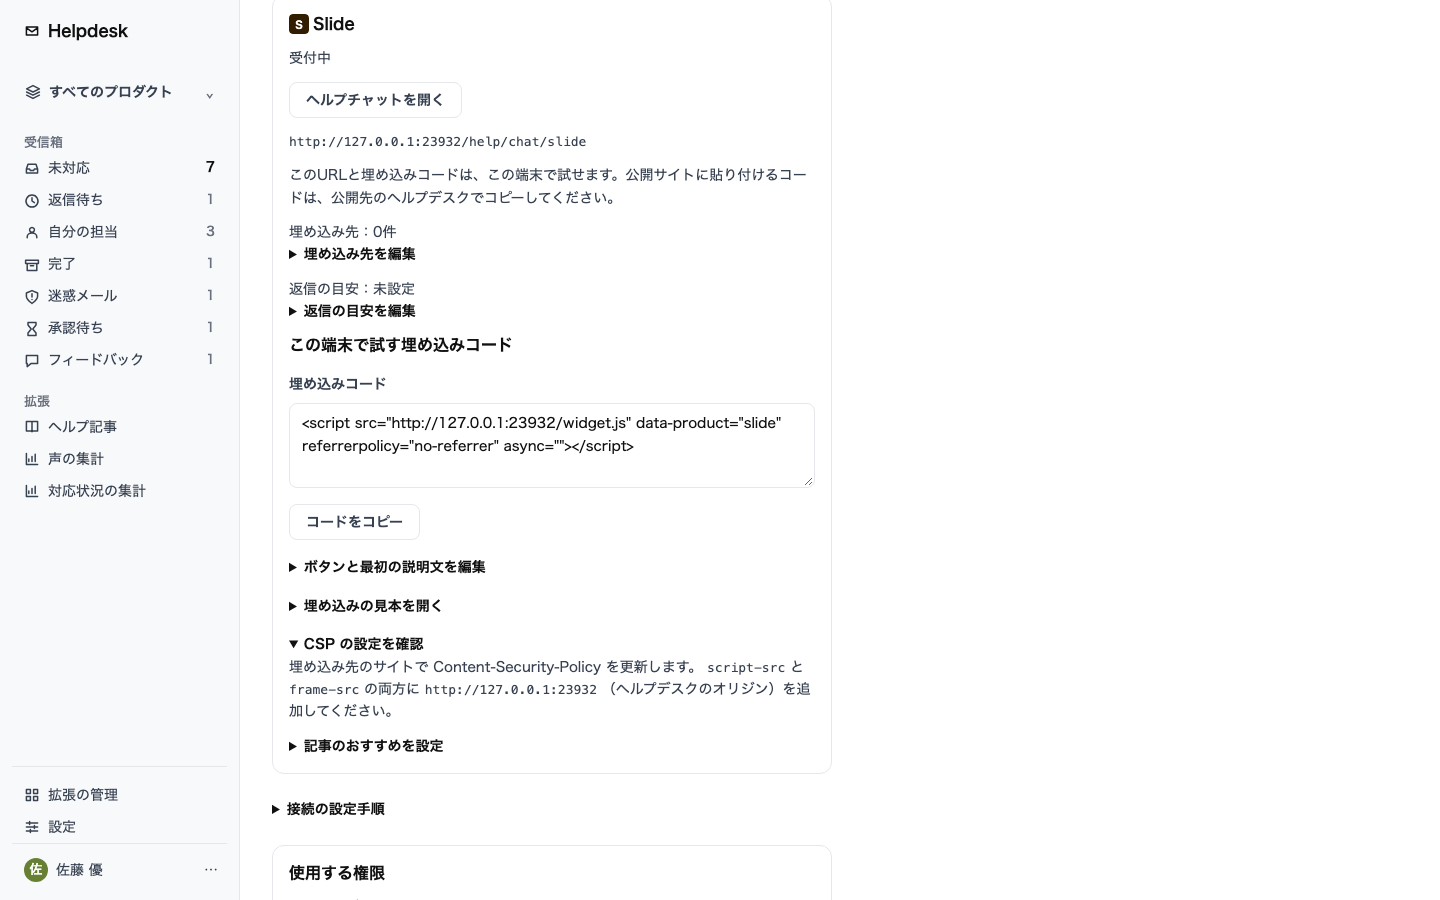 Helpdesk
すべてのプロダクト
受信箱
未対応 7
返信待ち 1
自分の担当 3
完了 1
迷惑メール 1
承認待ち 1
フィードバック 1
拡張
ヘルプ記事
声の集計
対応状況の集計
拡張の管理
設定
佐 佐藤 優 …
S Slide
受付中
ヘルプチャットを開く
http://127.0.0.1:23932/help/chat/slide
このURLと埋め込みコードは、この端末で試せます。公開サイトに貼り付けるコー
ドは、公開先のヘルプデスクでコピーしてください。
埋め込み先：0件
▶ 埋め込み先を編集
返信の目安：未設定
▶ 返信の目安を編集
この端末で試す埋め込みコード
埋め込みコード
<script src="http://127.0.0.1:23932/widget.js" data-product="slide"
referrerpolicy="no-referrer" async=""></script>
コードをコピー
▶ ボタンと最初の説明文を編集
▶ 埋め込みの見本を開く
▼ CSP の設定を確認
埋め込み先のサイトで Content-Security-Policy を更新します。 script-src と
frame-src の両方に http://127.0.0.1:23932 （ヘルプデスクのオリジン）を追
加してください。
▶ 記事のおすすめを設定
▶ 接続の設定手順
使用する権限